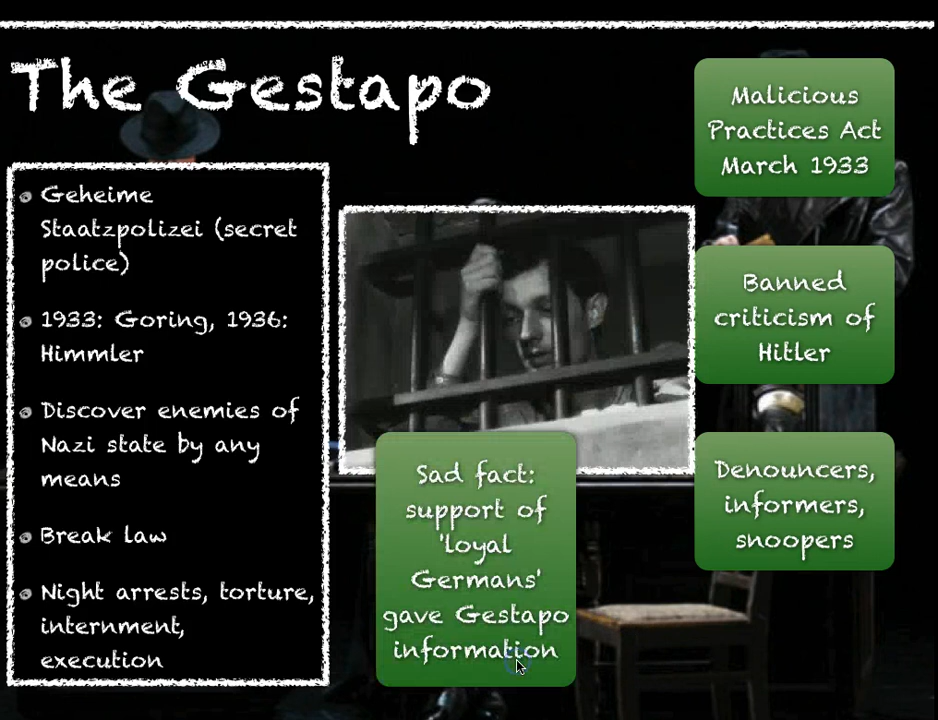 The Gestapo
Geheime
Staatzpolizei (secret
police)
1933: Goring, 1936:
Himmler
Discover enemies of
Nazi state by any
means
Break law
Night arrests, torture,
internment,
execution
Sad fact:
support of
'loyal
Germans'
gave Gestapo
information
Malicious
Practices Act
March 1933
Banned
criticism of
Hitler
Denouncers,
informers,
snoopers